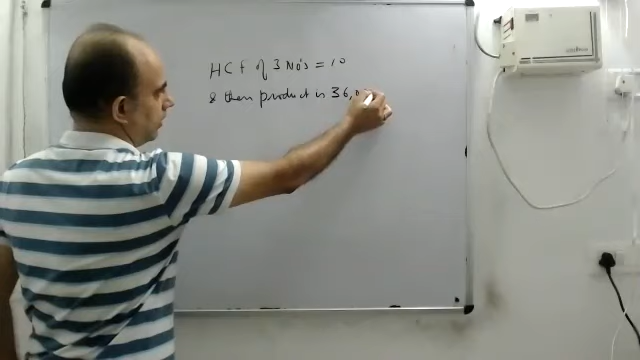 HCF of 3 No's = 10
& their product is 36,0